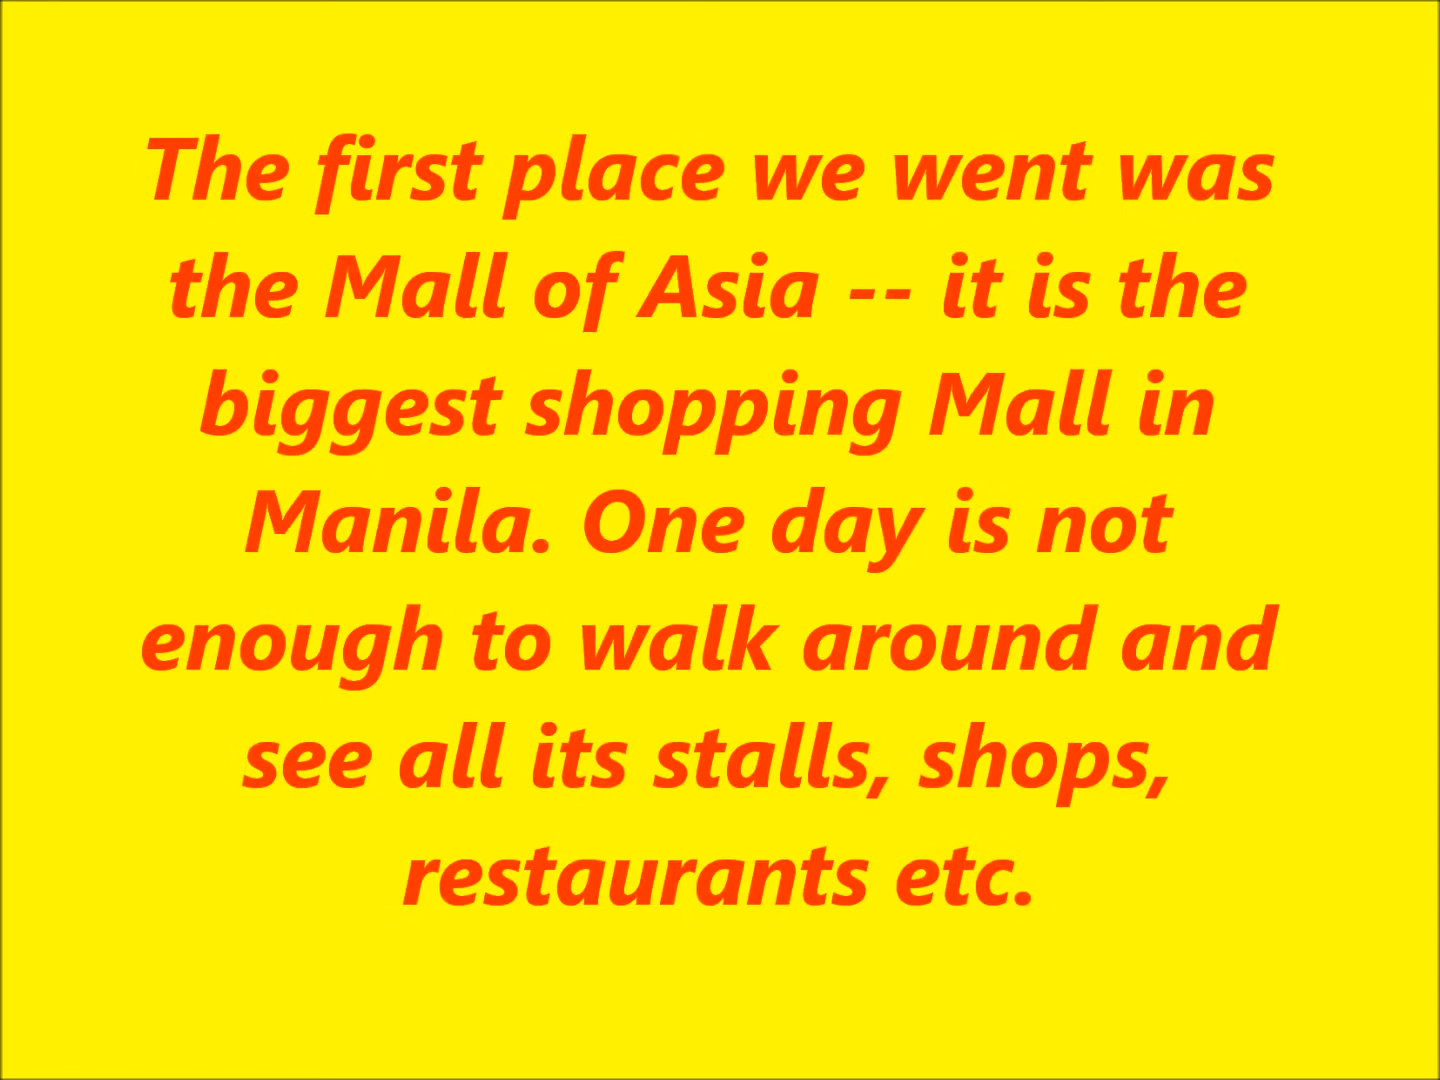 The first place we went was
the Mall of Asia -- it is the
biggest shopping Mall in
Manila. One day is not
enough to walk around and
see all its stalls, shops,
restaurants etc.